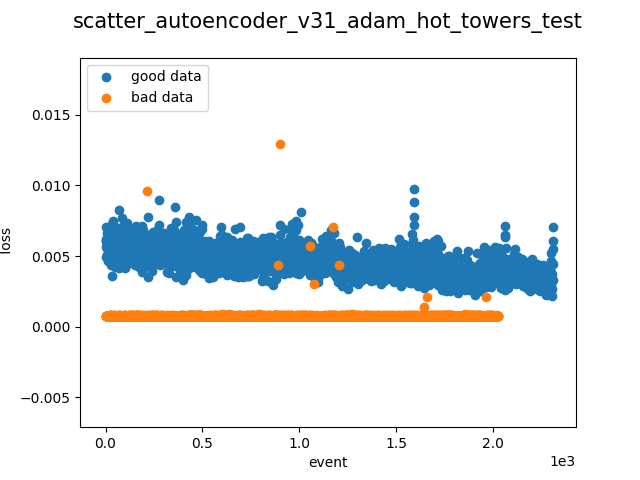 scatter_autoencoder_v31_adam_hot_towers_test
good data
bad data
0.015
0.010
0.005
0.000
−0.005
loss
0.0
0.5
1.0
1.5
2.0
event
1e3